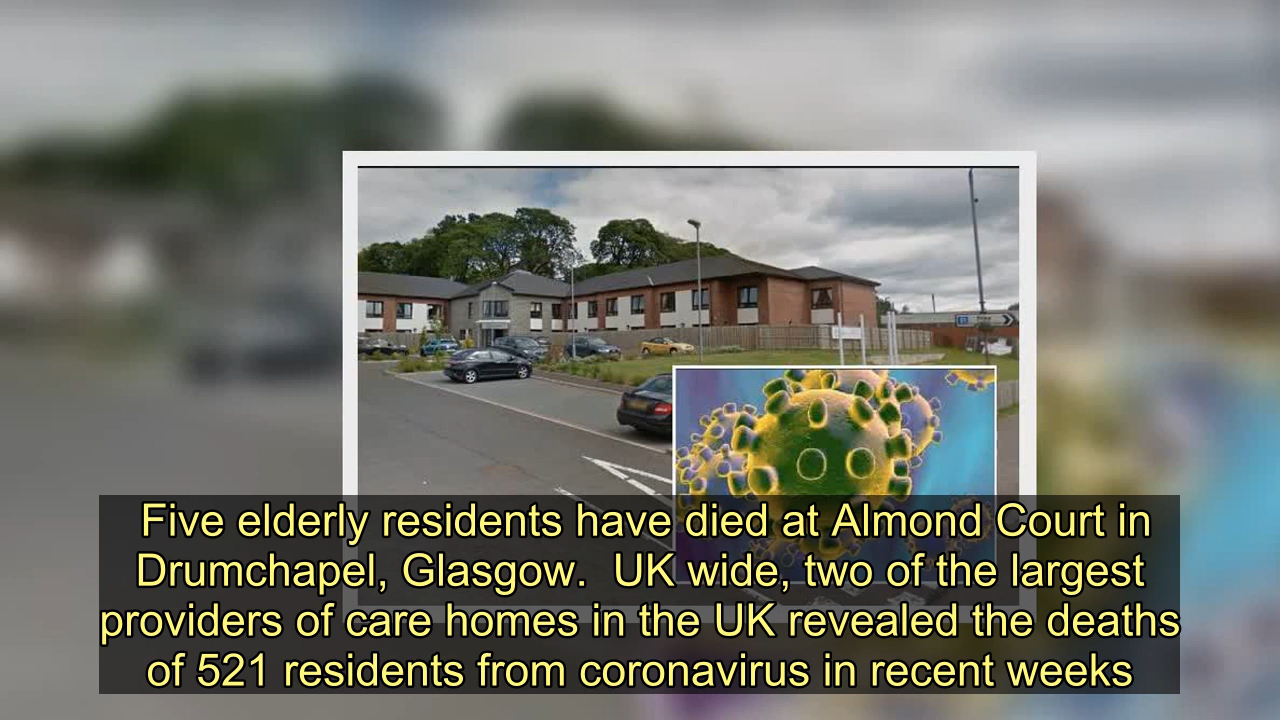 Five elderly residents have died at Almond Court in
Drumchapel, Glasgow.  UK wide, two of the largest
providers of care homes in the UK revealed the deaths
of 521 residents from coronavirus in recent weeks